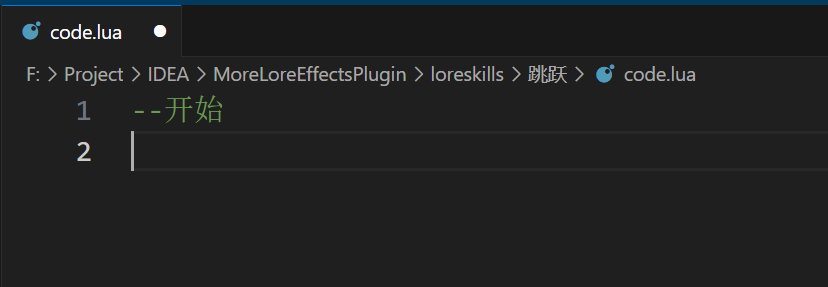 code.lua
F: > Project > IDEA > MoreLoreEffectsPlugin > loreskills > 跳跃 > code.lua
1 --开始
2